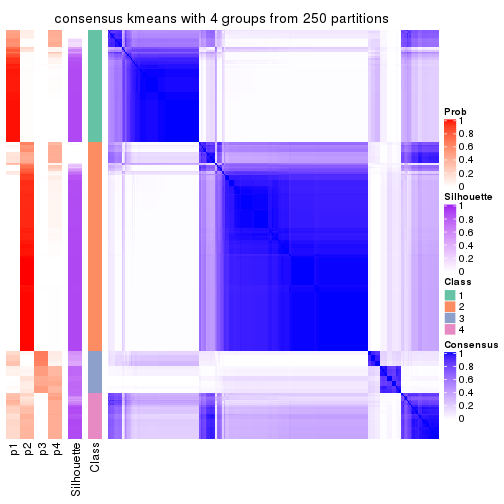 consensus kmeans with 4 groups from 250 partitions
Prob
1
0.8
0.6
0.4
0.2
0
Silhouette
1
0.8
0.6
0.4
0.2
0
Class
1
2
3
4
Consensus
1
0.8
0.6
0.4
0.2
0
p1
p2
p3
p4
Silhouette
Class